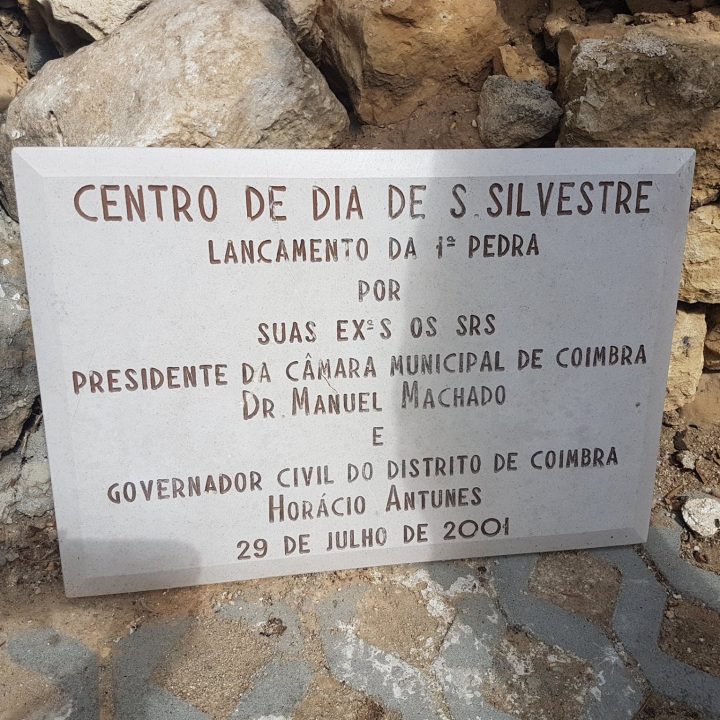 CENTRO DE DIA DE S. SILVESTRE
LANCAMENTO DA 1ª PEDRA
POR
SUAS EXªS OS SRS
PRESIDENTE DA CÂMARA MUNICIPAL DE COIMBRA
DR. MANUEL MACHADO
E
GOVERNADOR CIVIL DO DISTRITO DE COIMBRA
HORÁCIO ANTUNES
29 DE JULHO DE 2001